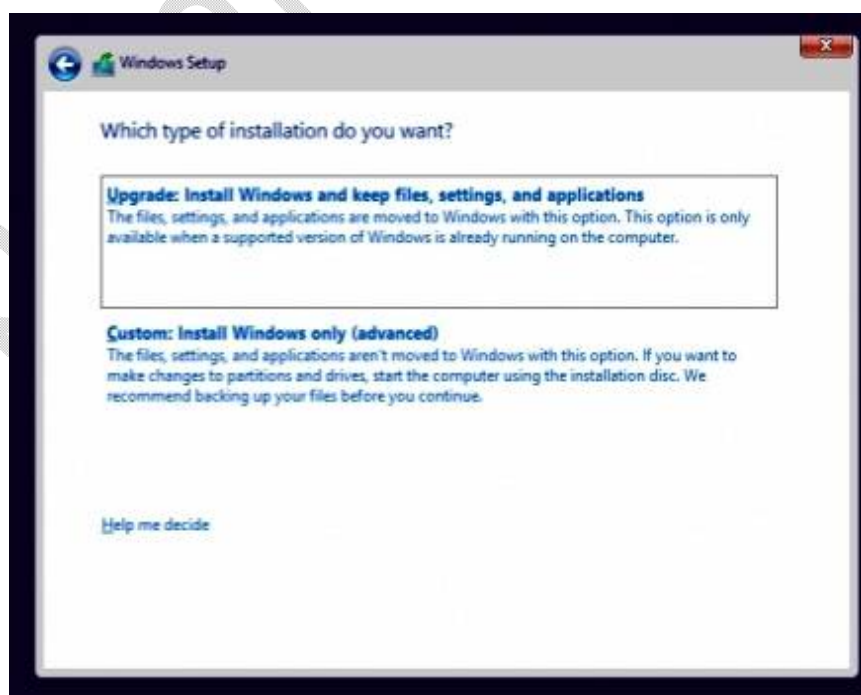 Windows Setup
Which type of installation do you want?
Upgrade: Install Windows and keep files, settings, and applications
The files, settings, and applications are moved to Windows with this option. This option is only
available when a supported version of Windows is already running on the computer.
Custom: Install Windows only (advanced)
The files, settings, and applications aren't moved to Windows with this option. If you want to
make changes to partitions and drives, start the computer using the installation disc. We
recommend backing up your files before you continue.
Help me decide